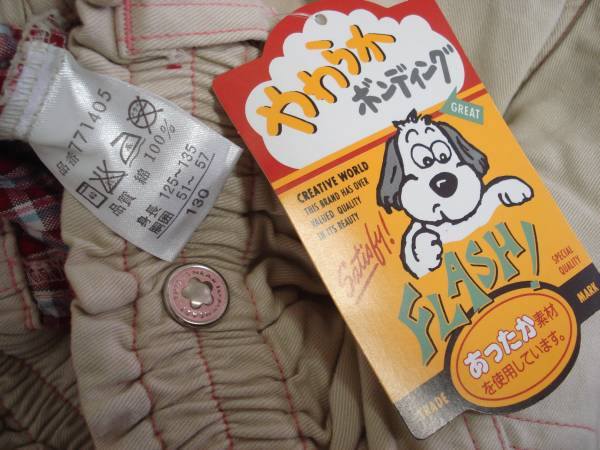 やわらか
ボンディング
GREAT
CREATIVE WORLD
THIS BRAND HAS OVER
VALUED QUALITY
IN ITS BEAUTY
Satisfy!
FLASH!
SPECIAL
QUALITY
MARK
TRADE
あったか素材
を使用しています。
品番771405
品質 綿 100%
身長 125~135
胴囲 51~57
130